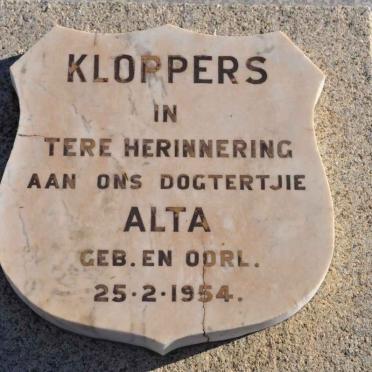 KLOPPERS
IN
TERE HERINNERING
AAN ONS DOGTERTJIE
ALTA
GEB. EN OORL.
25·2·1954.